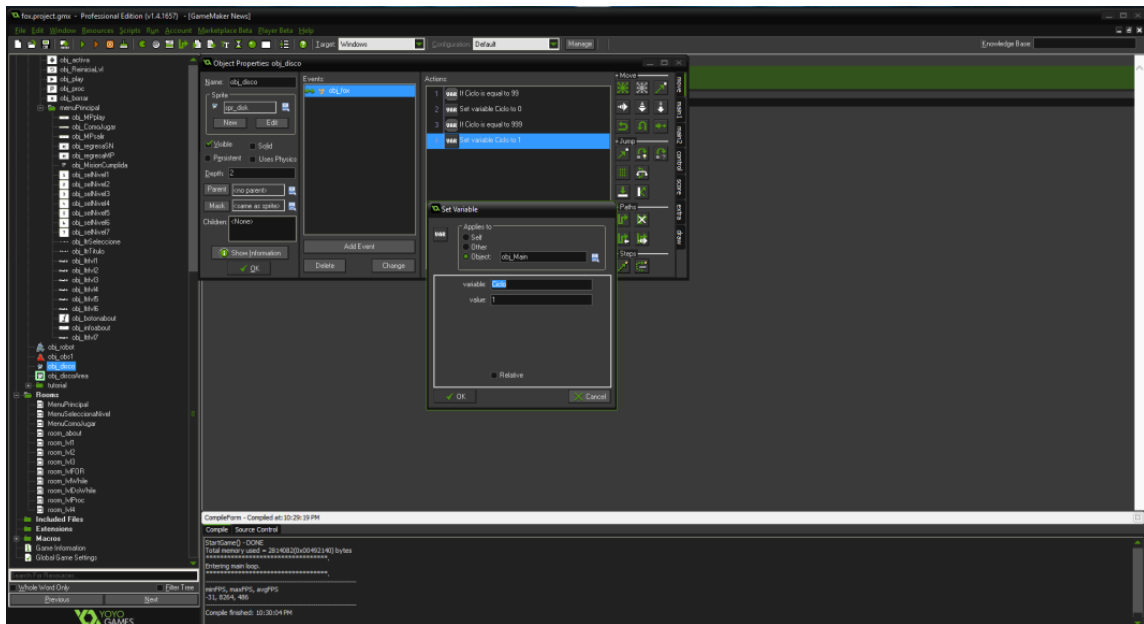 fox.project.gmx - Professional Edition (v1.4.1657) - [GameMaker News]
File Edit Window Resources Scripts Run Account Marketplace Beta Player Beta Help
Target Windows Configuration Default Manage Knowledge Base
obj_activa
obj_ReiniciaLvl
obj_play
obj_proc
obj_borrar
menuPrincipal
obj_MPplay
obj_ComoJugar
obj_MPsalir
obj_regresaSN
obj_regresaMP
obj_MisionCumplida
obj_selNivel1
obj_selNivel2
obj_selNivel3
obj_selNivel4
obj_selNivel5
obj_selNivel6
obj_selNivel7
obj_botonabout
obj_infoabout
obj_robot
obj_obs1
obj_disco
obj_discoArea
tutorial
Rooms
MenuPrincipal
MenuSeleccionaNivel
MenuComoJugar
room_about
room_lvl1
room_lvl2
room_lvl3
room_lvlFOR
room_lvlWhile
room_lvlDoWhile
room_lvlProc
room_lvl4
Included Files
Extensions
Macros
Game Information
Global Game Settings
Search For Resources
Whole Word Only Filter Tree
Previous Next
YOYO GAMES
Object Properties: obj_disco
Name: obj_disco
Sprite
spr_disk
New Edit
Visible Solid
Persistent Uses Physics
Depth: 2
Parent <no parent>
Mask <same as sprite>
Children: <None>
Show Information
OK
Events:
obj_fox
Add Event
Delete Change
Actions:
1 VAR If Ciclo is equal to 99
2 VAR Set variable Ciclo to 0
3 VAR If Ciclo is equal to 999
VAR Set variable Ciclo to 1
Move
Jump
Paths
Steps
move
main1
main2
control
score
extra
draw
Set Variable
VAR
Applies to
Self
Other
Object: obj_Main
variable: Ciclo
value: 1
Relative
OK Cancel
CompileForm - Compiled at: 10:29:19 PM
Compile Source Control
StartGame() - DONE
Total memory used = 2814082(0x00492140) bytes
Entering main loop.
minFPS, maxFPS, avgFPS
-31, 8264, 486
Compile finished: 10:30:04 PM